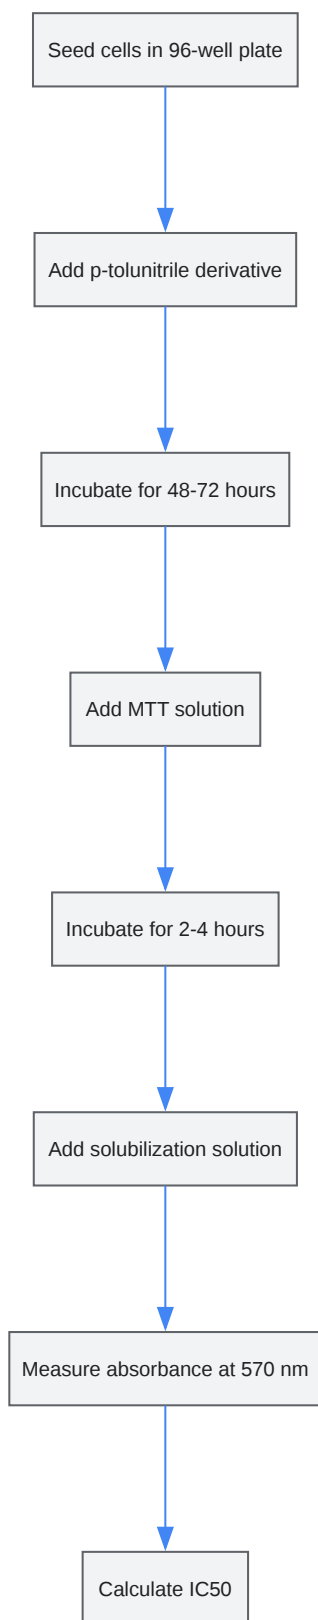 Seed cells in 96-well plate
Add p-tolunitrile derivative
Incubate for 48-72 hours
Add MTT solution
Incubate for 2-4 hours
Add solubilization solution
Measure absorbance at 570 nm
Calculate IC50